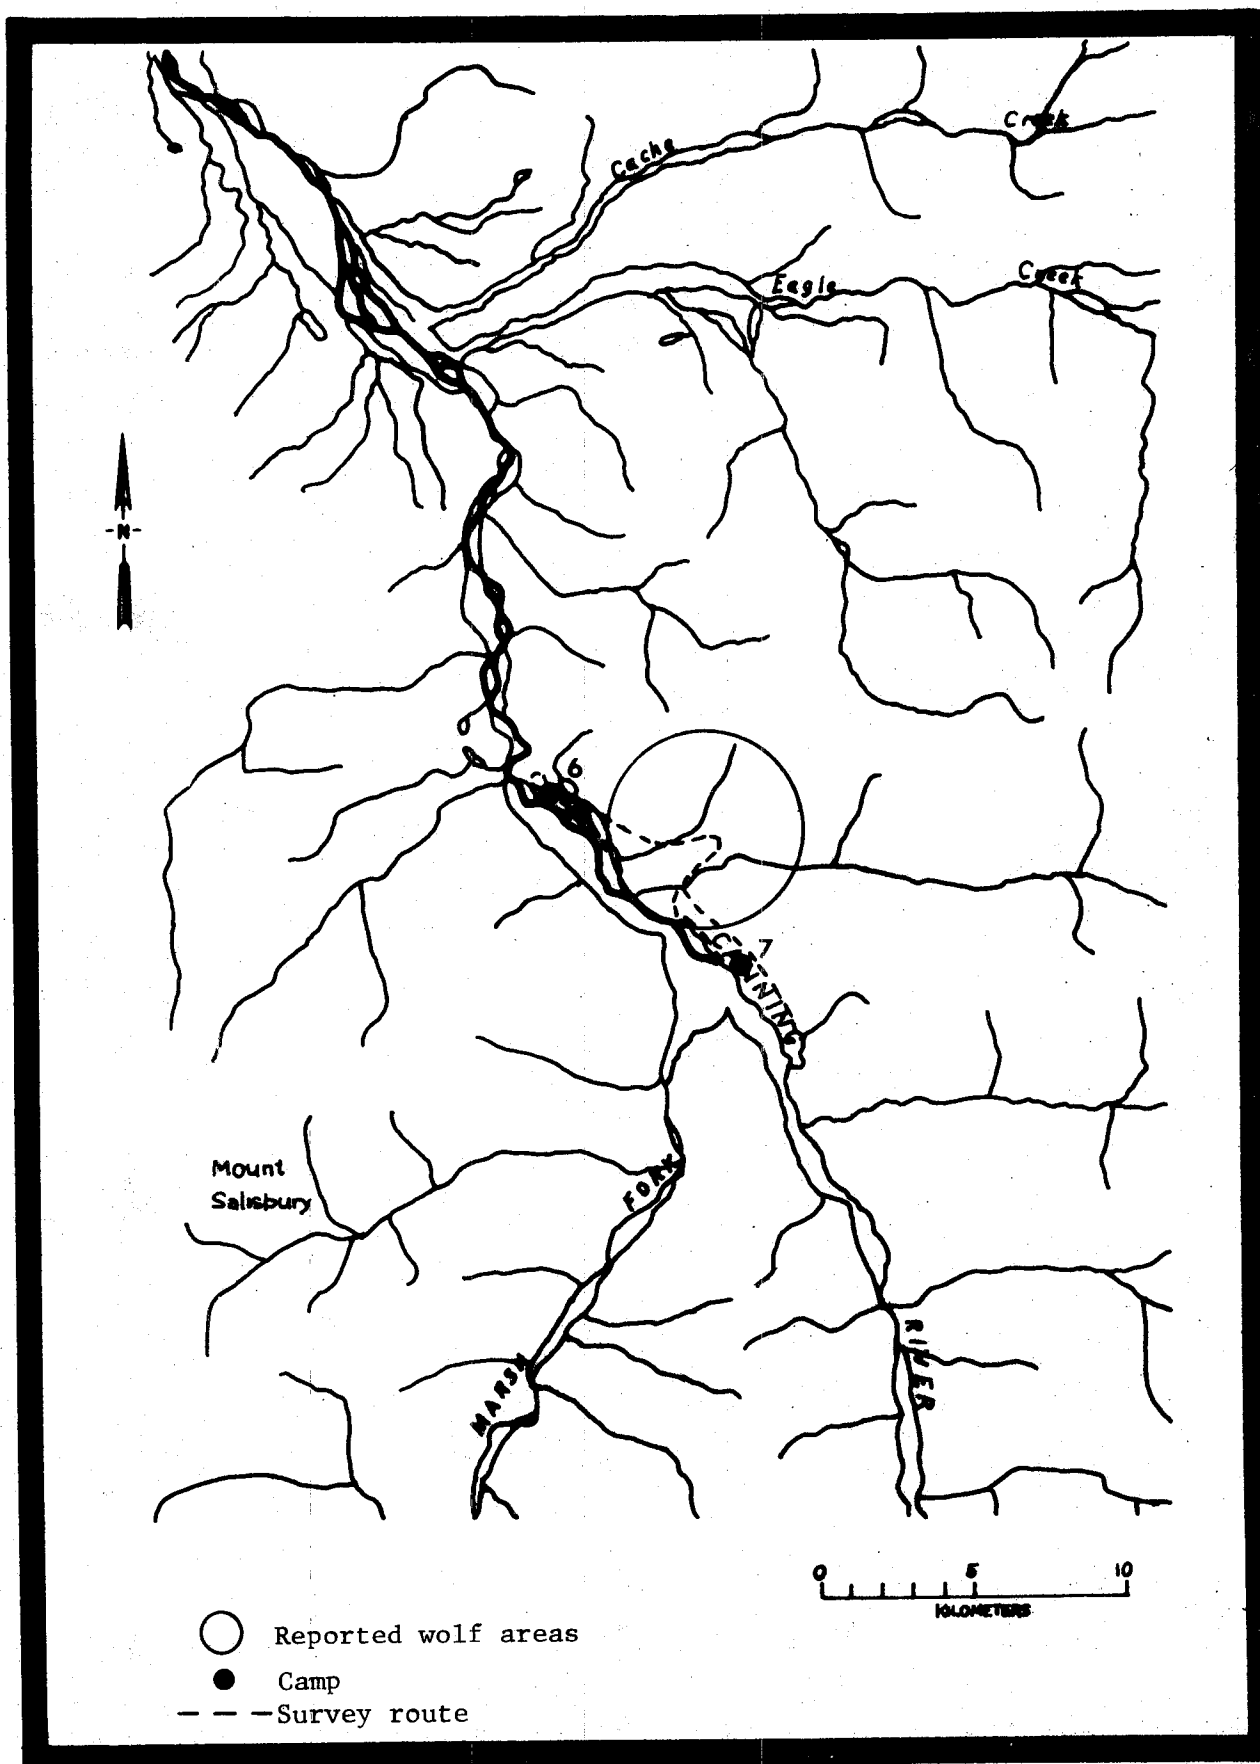 Cache Creek
Eagle Creek
-N-
6
7
CANNING
Mount
Salisbury
FORK
RIVER
MARSH
0 5 10
KILOMETERS
Reported wolf areas
Camp
Survey route